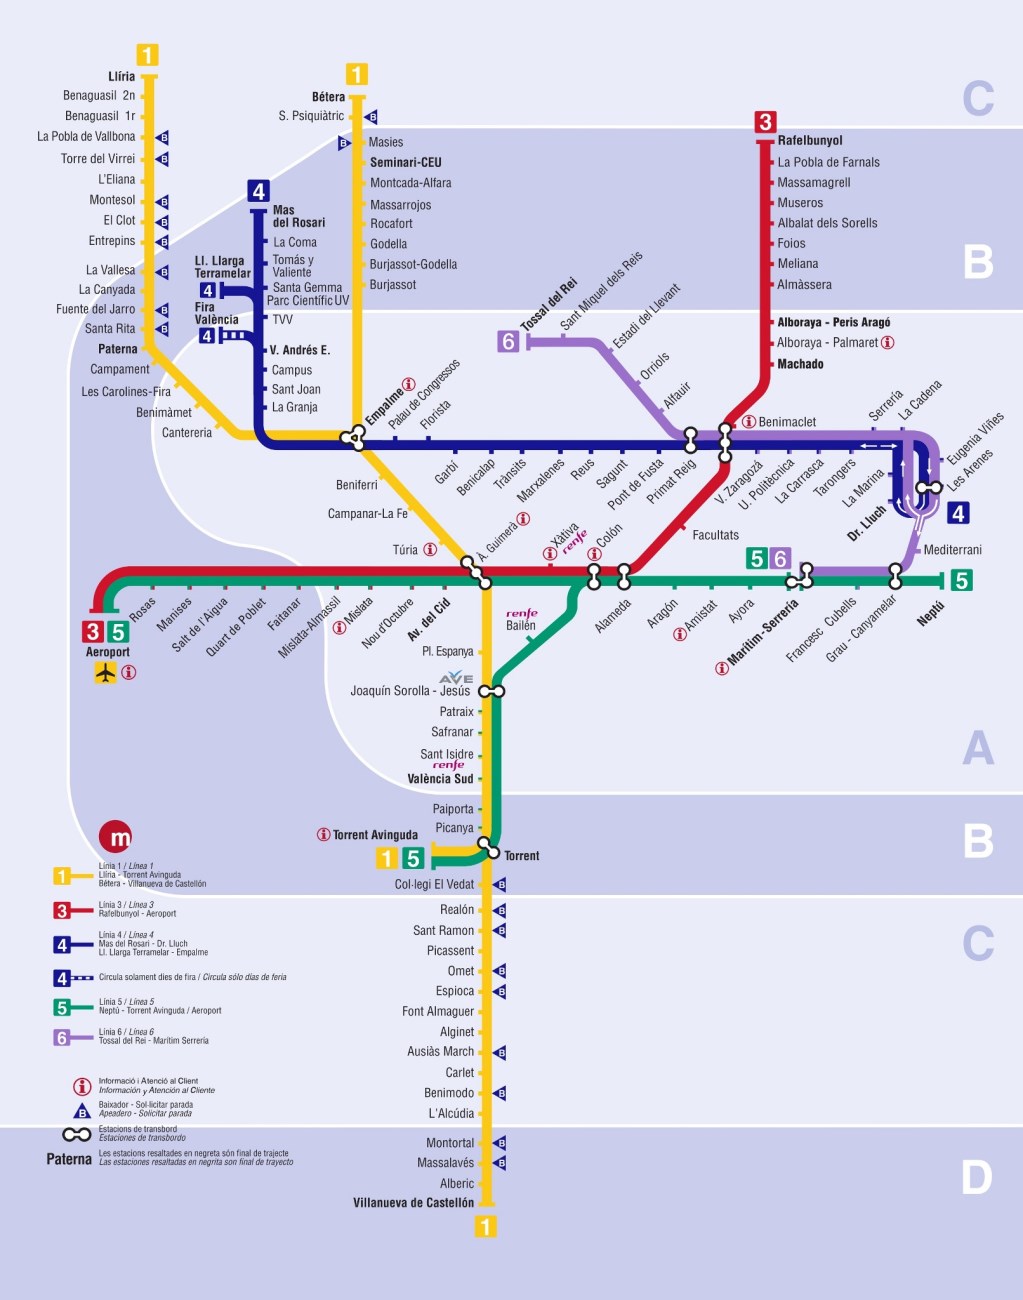 1
Llíria
Benaguasil 2n
Benaguasil 1r
La Pobla de Vallbona
B
Torre del Virrei
B
L'Eliana
Montesol
B
El Clot
B
Entrepins
B
La Vallesa
B
La Canyada
Fuente del Jarro
B
Santa Rita
B
Paterna
Campament
Les Carolines-Fira
Benimàmet
Cantereria
1
Bétera
S. Psiquiàtric
B
B
Masies
Seminari-CEU
Montcada-Alfara
Massarrojos
Rocafort
Godella
Burjassot-Godella
Burjassot
4
Mas
del Rosari
La Coma
Tomás y
Valiente
Santa Gemma
Parc Científic UV
TVV
V. Andrés E.
Campus
Sant Joan
La Granja
Ll. Llarga
Terramelar
4
Fira
València
4
Empalme
i
Palau de Congressos
Florista
Garbí
Benicalap
Trànsits
Marxalenes
Reus
Sagunt
Pont de Fusta
Primat Reig
V. Zaragozá
U. Politècnica
La Carrasca
Tarongers
Serrería
La Cadena
Eugenia Viñes
Les Arenes
La Marina
Dr. Lluch
4
Mediterrani
6
Tossal del Rei
Sant Miquel dels Reis
Estadi del Llevant
Orriols
Alfauir
3
Rafelbunyol
La Pobla de Farnals
Massamagrell
Museros
Albalat dels Sorells
Foios
Meliana
Almàssera
Alboraya - Peris Aragó
Alboraya - Palmaret
i
Machado
i
Benimaclet
Facultats
C
B
Beniferri
Campanar-La Fe
Túria
i
À. Guimerà
i
i
Xàtiva
renfe
i
Colón
Alameda
Aragón
i
Amistat
Ayora
5
6
i
Marítim - Serrería
Francesc Cubells
Grau - Canyamelar
Neptú
5
3
5
Aeroport
i
Rosas
Manises
Salt de l'Aigua
Quart de Poblet
Faitanar
Mislata-Almassil
i
Mislata
Nou d'Octubre
Av. del Cid
renfe
Bailén
Pl. Espanya
AVE
Joaquín Sorolla - Jesús
Patraix
Safranar
Sant Isidre
renfe
València Sud
A
Paiporta
Picanya
i
Torrent Avinguda
1
5
Torrent
B
Col·legi El Vedat
B
Realón
B
Sant Ramon
B
Picassent
Omet
B
Espioca
B
Font Almaguer
Alginet
Ausiàs March
B
Carlet
Benimodo
B
L'Alcúdia
C
Montortal
B
Massalavés
B
Alberic
Villanueva de Castellón
1
D
m
1
Línia 1 / Línea 1
Llíria - Torrent Avinguda
Bétera - Villanueva de Castellón
3
Línia 3 / Línea 3
Rafelbunyol - Aeroport
4
Línia 4 / Línea 4
Mas del Rosari - Dr. Lluch
Ll. Llarga Terramelar - Empalme
4
Circula solament dies de fira / Circula sólo días de feria
5
Línia 5 / Línea 5
Neptú - Torrent Avinguda / Aeroport
6
Línia 6 / Línea 6
Tossal del Rei - Marítim Serrería
i
Informació i Atenció al Client
Información y Atención al Cliente
B
Baixador - Sol·licitar parada
Apeadero - Solicitar parada
Estacions de transbord
Estaciones de transbordo
Paterna
Les estacions resaltades en negreta són final de trajecte
Las estaciones resaltadas en negrita son final de trayecto